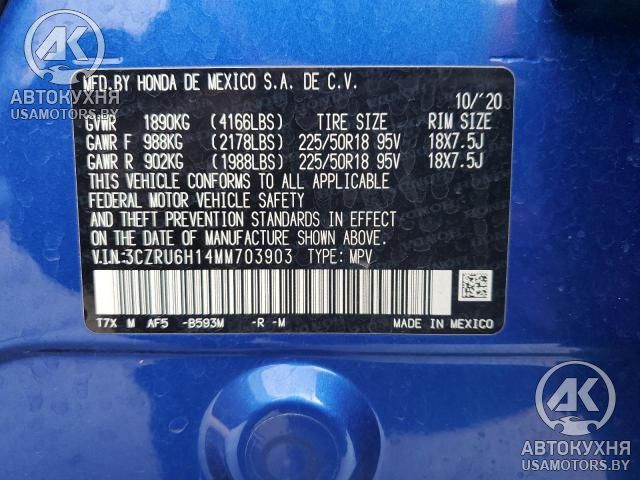 AK
АВТОКУХНЯ
USAMOTORS.BY
MFD.BY HONDA DE MEXICO S.A. DE C.V.
10/'20
GVWR 1890KG (4166LBS) TIRE SIZE RIM SIZE
GAWR F 988KG (2178LBS) 225/50R18 95V 18X7.5J
GAWR R 902KG (1988LBS) 225/50R18 95V 18X7.5J
THIS VEHICLE CONFORMS TO ALL APPLICABLE
FEDERAL MOTOR VEHICLE SAFETY
AND THEFT PREVENTION STANDARDS IN EFFECT
ON THE DATE OF MANUFACTURE SHOWN ABOVE.
V.I.N.:3CZRU6H14MM703903 TYPE: MPV
T7X M AF5 -B593M -R -M MADE IN MEXICO
AK
АВТОКУХНЯ
USAMOTORS.BY